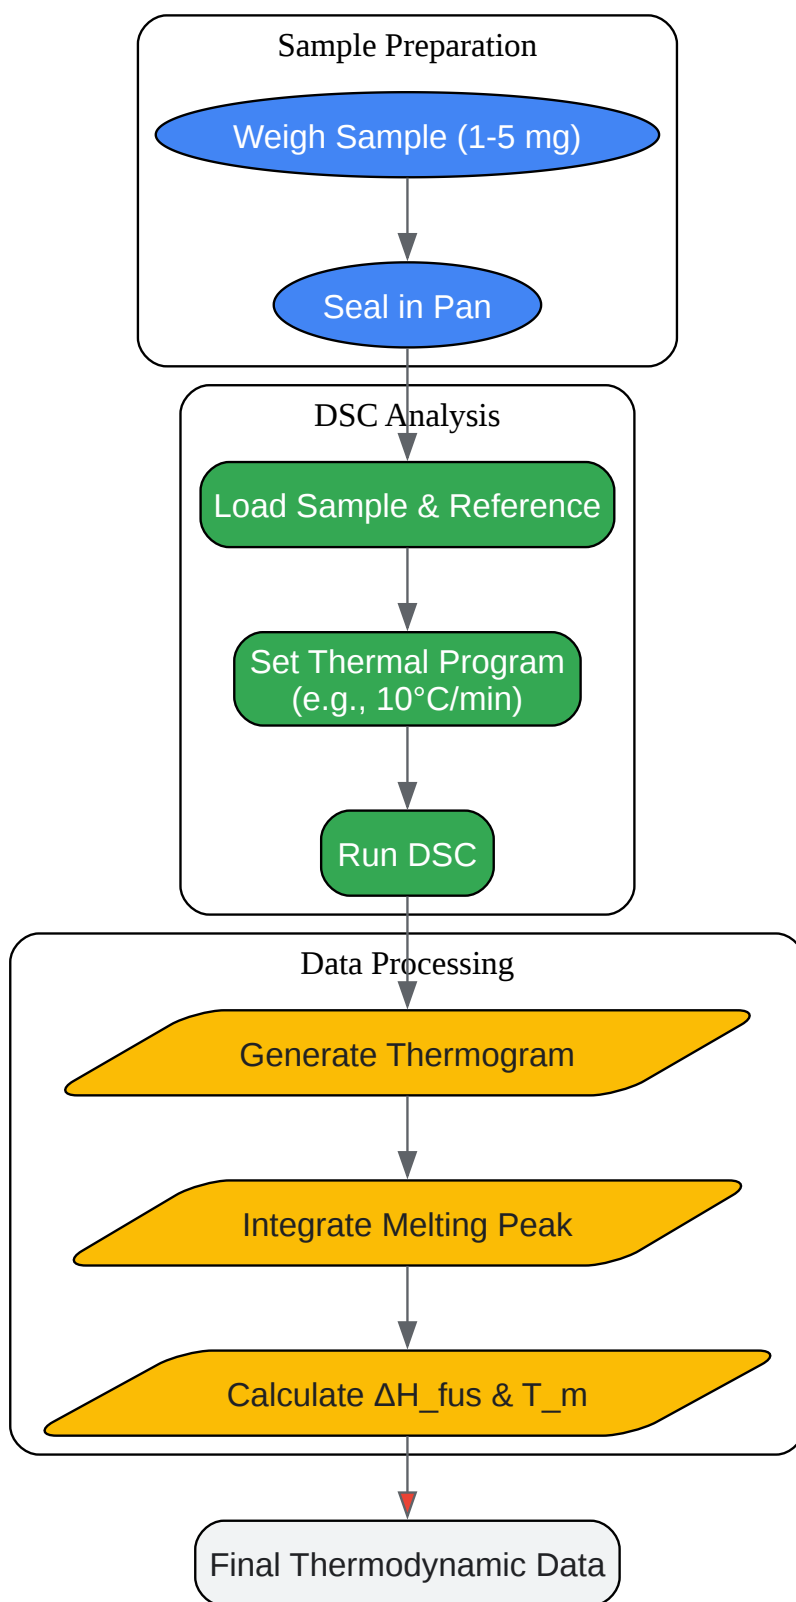 Sample Preparation
Weigh Sample (1-5 mg)
Seal in Pan
DSC Analysis
Load Sample & Reference
Set Thermal Program
(e.g., 10°C/min)
Run DSC
Data Processing
Generate Thermogram
Integrate Melting Peak
Calculate ΔH_fus & T_m
Final Thermodynamic Data